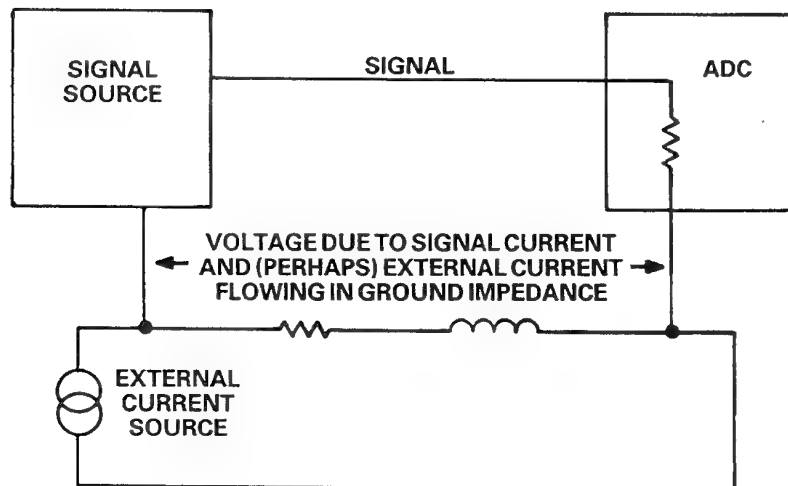 SIGNAL
SOURCE
SIGNAL
ADC
VOLTAGE DUE TO SIGNAL CURRENT
AND (PERHAPS) EXTERNAL CURRENT
FLOWING IN GROUND IMPEDANCE
EXTERNAL
CURRENT
SOURCE